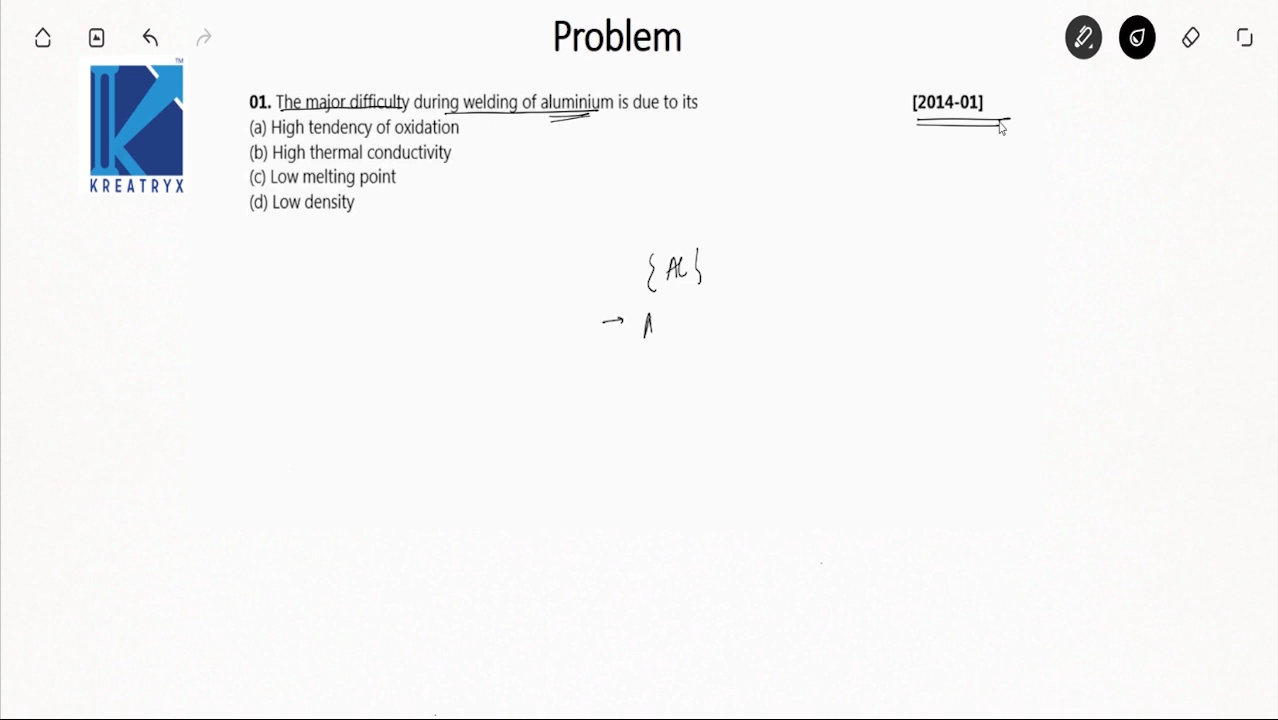 Problem
TM
KREATRYX
01. The major difficulty during welding of aluminium is due to its [2014-01]
(a) High tendency of oxidation
(b) High thermal conductivity
(c) Low melting point
(d) Low density
{ Al }
→ A